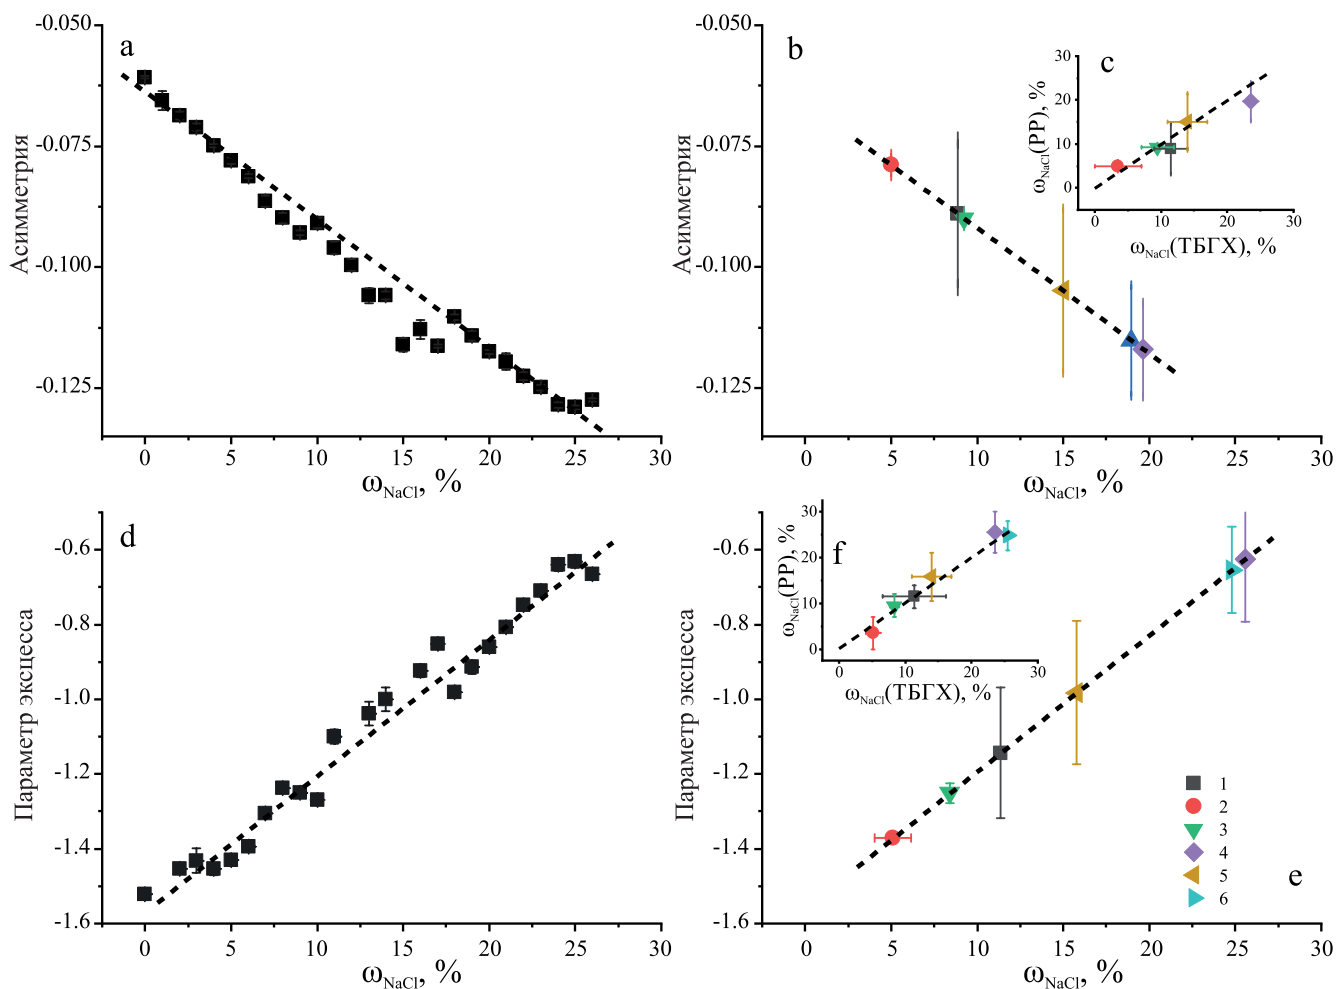 a
-0.050
-0.075
-0.100
-0.125
Асимметрия
0 5 10 15 20 25 30
ω_NaCl, %
b
-0.050
-0.075
-0.100
-0.125
Асимметрия
0 5 10 15 20 25 30
ω_NaCl, %
c
30
20
10
0
ω_NaCl(РР), %
0 10 20 30
ω_NaCl(ТБГХ), %
d
-0.6
-0.8
-1.0
-1.2
-1.4
-1.6
Параметр эксцесса
0 5 10 15 20 25 30
ω_NaCl, %
f
30
20
10
0
ω_NaCl(РР), %
0 10 20 30
ω_NaCl(ТБГХ), %
-0.6
-0.8
-1.0
-1.2
-1.4
-1.6
Параметр эксцесса
1
2
3
4
5
6
e
0 5 10 15 20 25 30
ω_NaCl, %